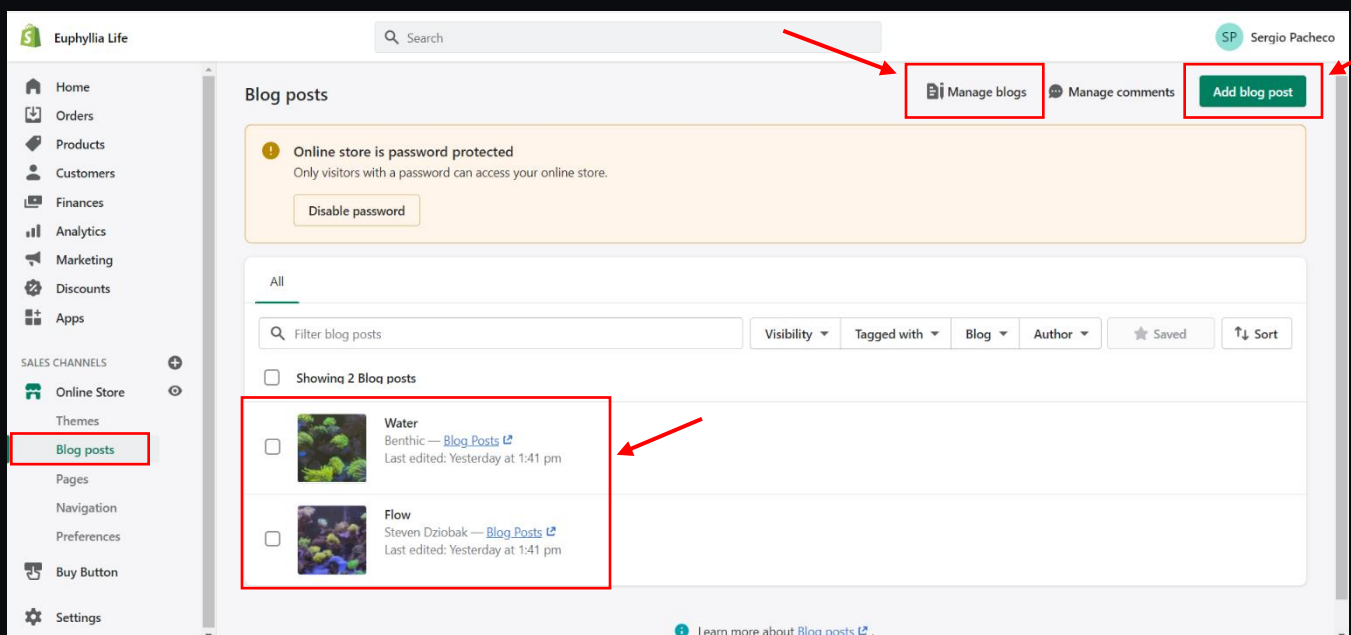 Euphyllia Life
Search
SP Sergio Pacheco
Home
Orders
Products
Customers
Finances
Analytics
Marketing
Discounts
Apps
SALES CHANNELS
Online Store
Themes
Blog posts
Pages
Navigation
Preferences
Buy Button
Settings
Blog posts
Manage blogs
Manage comments
Add blog post
Online store is password protected
Only visitors with a password can access your online store.
Disable password
All
Filter blog posts
Visibility
Tagged with
Blog
Author
Saved
Sort
Showing 2 Blog posts
Water
Benthic — Blog Posts
Last edited: Yesterday at 1:41 pm
Flow
Steven Dziobak — Blog Posts
Last edited: Yesterday at 1:41 pm
Learn more about Blog posts .